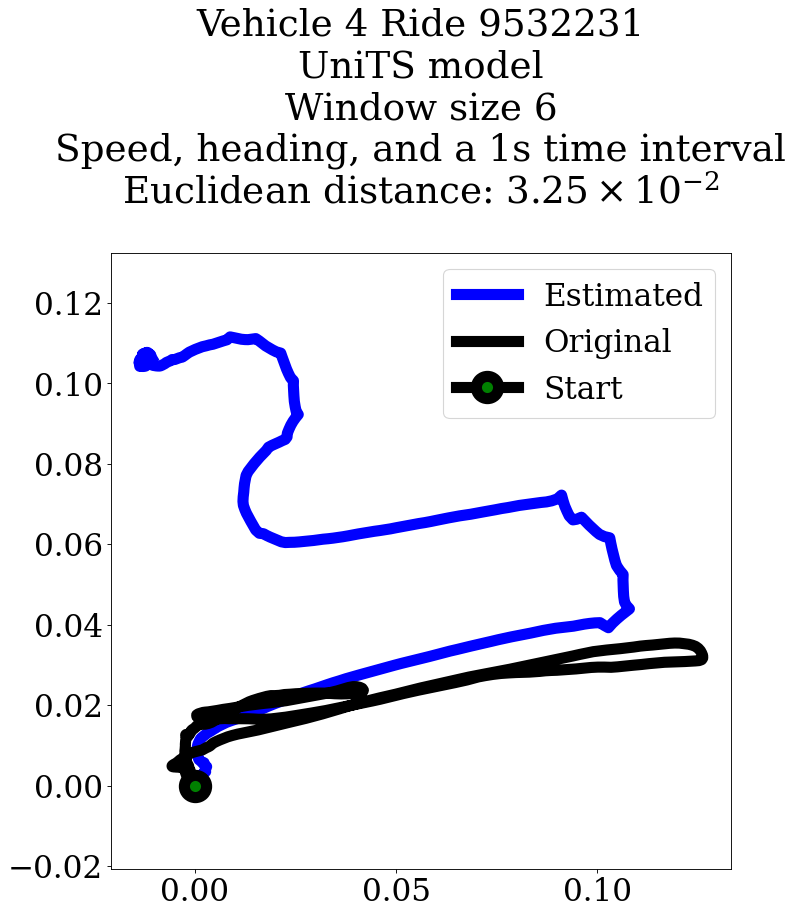 Vehicle 4 Ride 9532231
UniTS model
Window size 6
Speed, heading, and a 1s time interval
Euclidean distance: 3.25 × 10⁻²
Estimated
Original
Start
0.12
0.10
0.08
0.06
0.04
0.02
0.00
−0.02
0.00 0.05 0.10